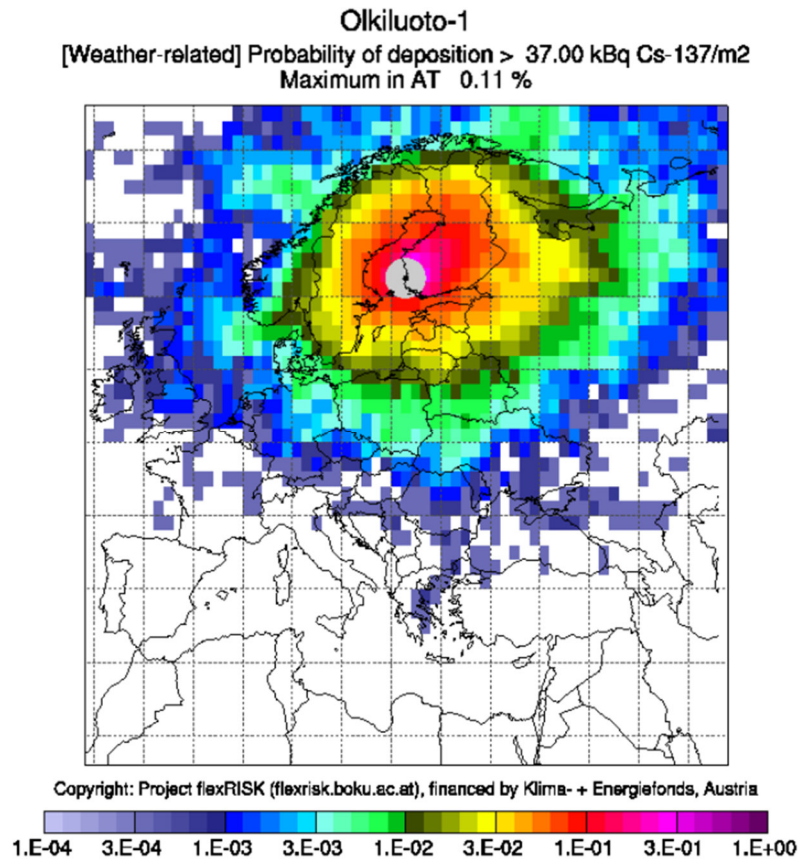 Olkiluoto-1
[Weather-related] Probability of deposition > 37.00 kBq Cs-137/m2
Maximum in AT 0.11 %
Copyright: Project flexRISK (flexrisk.boku.ac.at), financed by Klima- + Energiefonds, Austria
1.E-04 3.E-04 1.E-03 3.E-03 1.E-02 3.E-02 1.E-01 3.E-01 1.E+00